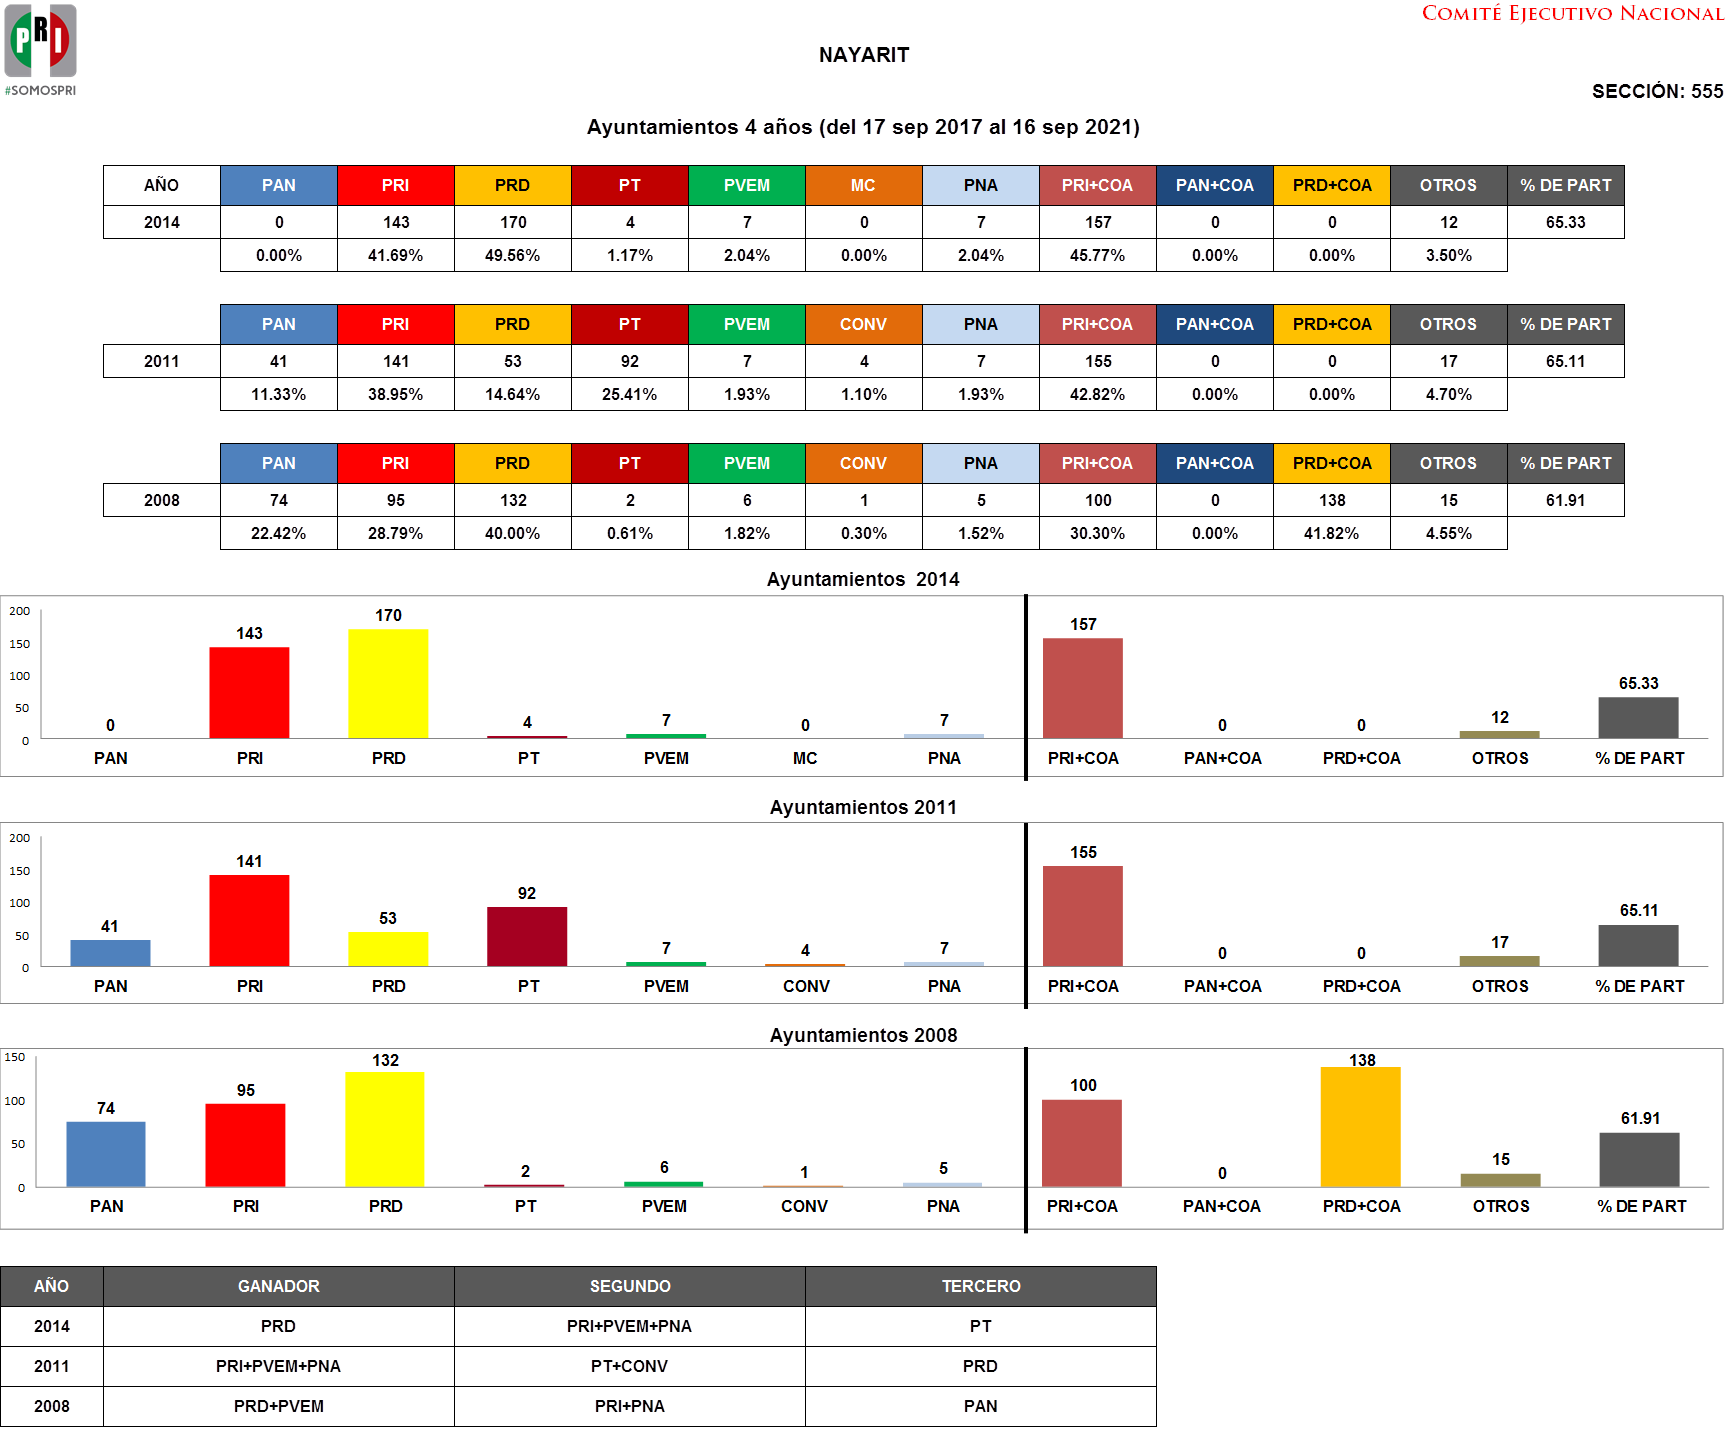 PRI
#SOMOSPRI
COMITÉ EJECUTIVO NACIONAL
NAYARIT
SECCIÓN: 555
Ayuntamientos 4 años (del 17 sep 2017 al 16 sep 2021)
AÑO PAN PRI PRD PT PVEM MC PNA PRI+COA PAN+COA PRD+COA OTROS % DE PART
2014 0 143 170 4 7 0 7 157 0 0 12 65.33
0.00% 41.69% 49.56% 1.17% 2.04% 0.00% 2.04% 45.77% 0.00% 0.00% 3.50%
PAN PRI PRD PT PVEM CONV PNA PRI+COA PAN+COA PRD+COA OTROS % DE PART
2011 41 141 53 92 7 4 7 155 0 0 17 65.11
11.33% 38.95% 14.64% 25.41% 1.93% 1.10% 1.93% 42.82% 0.00% 0.00% 4.70%
PAN PRI PRD PT PVEM CONV PNA PRI+COA PAN+COA PRD+COA OTROS % DE PART
2008 74 95 132 2 6 1 5 100 0 138 15 61.91
22.42% 28.79% 40.00% 0.61% 1.82% 0.30% 1.52% 30.30% 0.00% 41.82% 4.55%
Ayuntamientos 2014
200
150
100
50
0
0 143 170 4 7 0 7 157 0 0 12 65.33
PAN PRI PRD PT PVEM MC PNA PRI+COA PAN+COA PRD+COA OTROS % DE PART
Ayuntamientos 2011
200
150
100
50
0
41 141 53 92 7 4 7 155 0 0 17 65.11
PAN PRI PRD PT PVEM CONV PNA PRI+COA PAN+COA PRD+COA OTROS % DE PART
Ayuntamientos 2008
150
100
50
0
74 95 132 2 6 1 5 100 0 138 15 61.91
PAN PRI PRD PT PVEM CONV PNA PRI+COA PAN+COA PRD+COA OTROS % DE PART
AÑO GANADOR SEGUNDO TERCERO
2014 PRD PRI+PVEM+PNA PT
2011 PRI+PVEM+PNA PT+CONV PRD
2008 PRD+PVEM PRI+PNA PAN